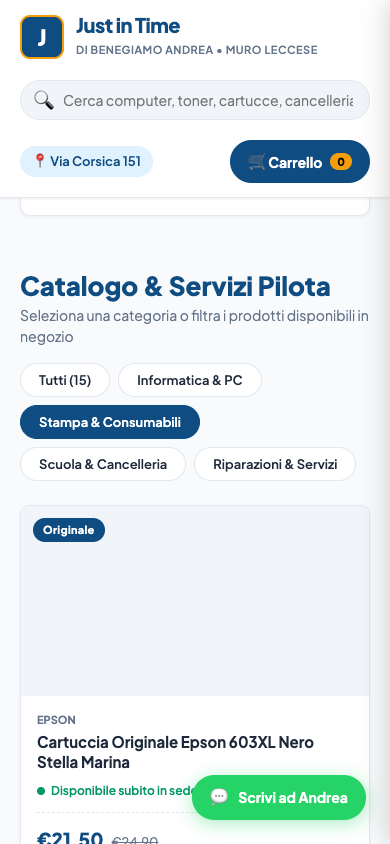 J
Just in Time
DI BENEGIAMO ANDREA • MURO LECCESE
Cerca computer, toner, cartucce, cancelleria
Via Corsica 151
Carrello 0
Catalogo & Servizi Pilota
Seleziona una categoria o filtra i prodotti disponibili in
negozio
Tutti (15)
Informatica & PC
Stampa & Consumabili
Scuola & Cancelleria
Riparazioni & Servizi
Originale
EPSON
Cartuccia Originale Epson 603XL Nero
Stella Marina
Disponibile subito in sede
Scrivi ad Andrea
€21,50 €24,90